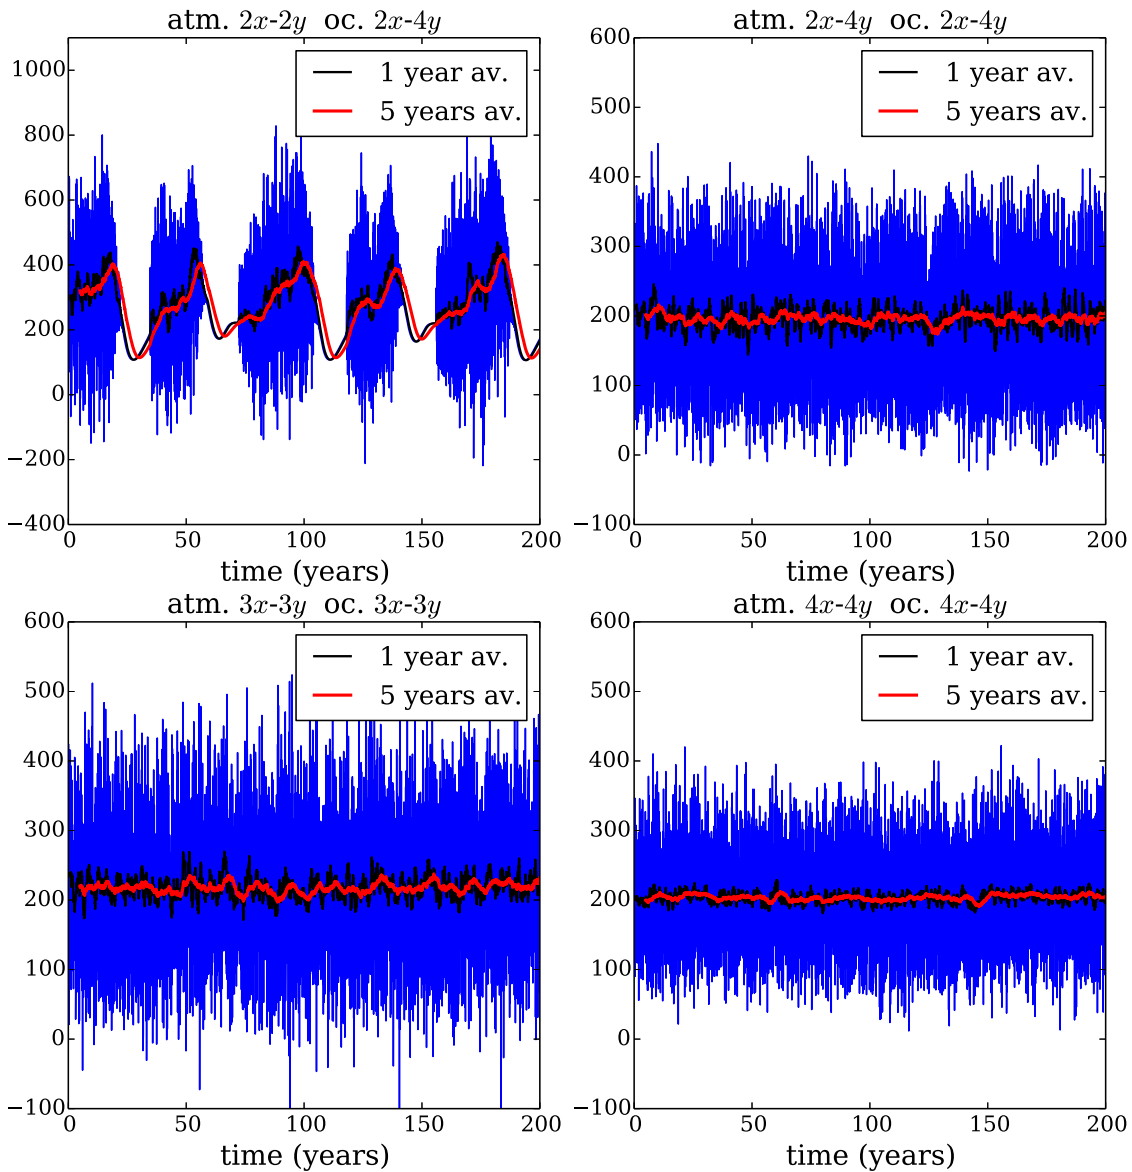 atm. 2x-2y oc. 2x-4y
1000
800
600
400
200
0
−200
−400
1 year av.
5 years av.
0 50 100 150 200
time (years)
atm. 2x-4y oc. 2x-4y
600
500
400
300
200
100
0
−100
1 year av.
5 years av.
0 50 100 150 200
time (years)
atm. 3x-3y oc. 3x-3y
600
500
400
300
200
100
0
−100
1 year av.
5 years av.
0 50 100 150 200
time (years)
atm. 4x-4y oc. 4x-4y
600
500
400
300
200
100
0
−100
1 year av.
5 years av.
0 50 100 150 200
time (years)